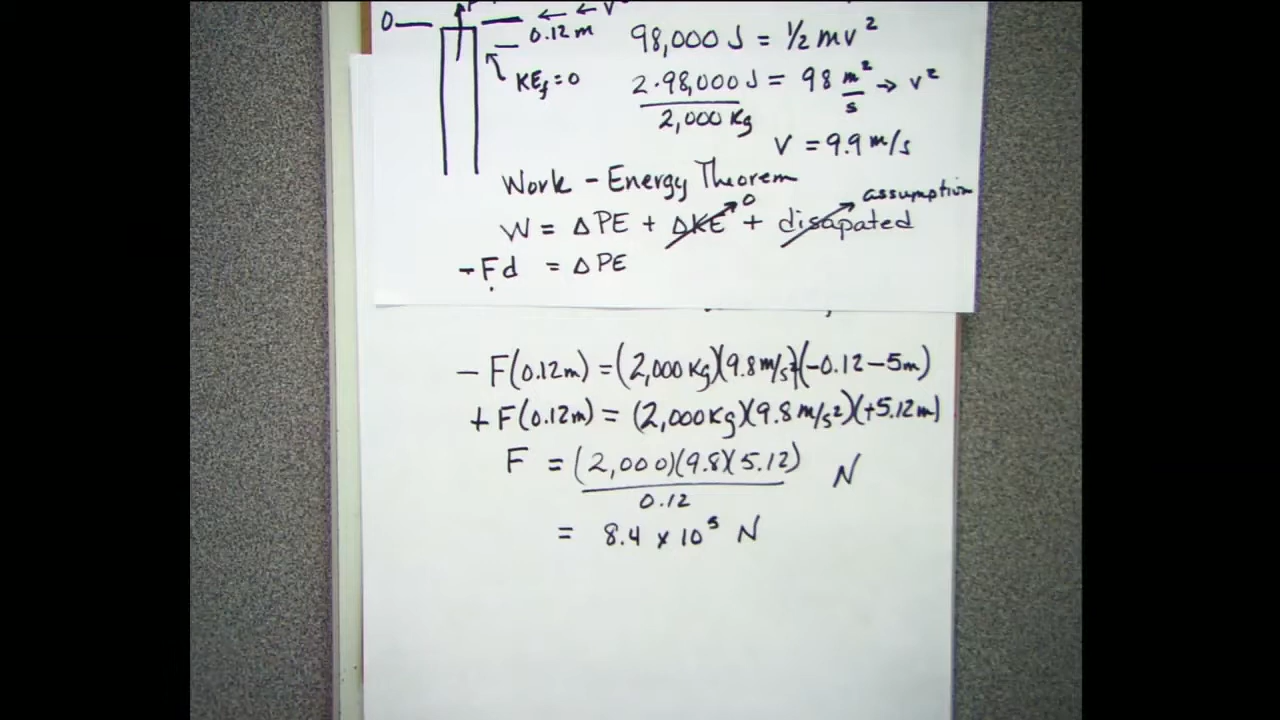 0
0.12 m ← ← v
KEf = 0
98,000 J = 1/2 mv²
2·98,000 J / 2,000 Kg = 98 m²/s → v²
V = 9.9 m/s
Work - Energy Theorem
W = Δ PE + ΔKE → 0 + disapated → assumption
- Fd = Δ PE
- F(0.12m) = (2,000 Kg)(9.8 m/s²)(-0.12 - 5m)
+ F(0.12m) = (2,000 Kg)(9.8 m/s²)(+5.12m)
F = (2,000)(9.8)(5.12) / 0.12 N
= 8.4 x 10⁵ N